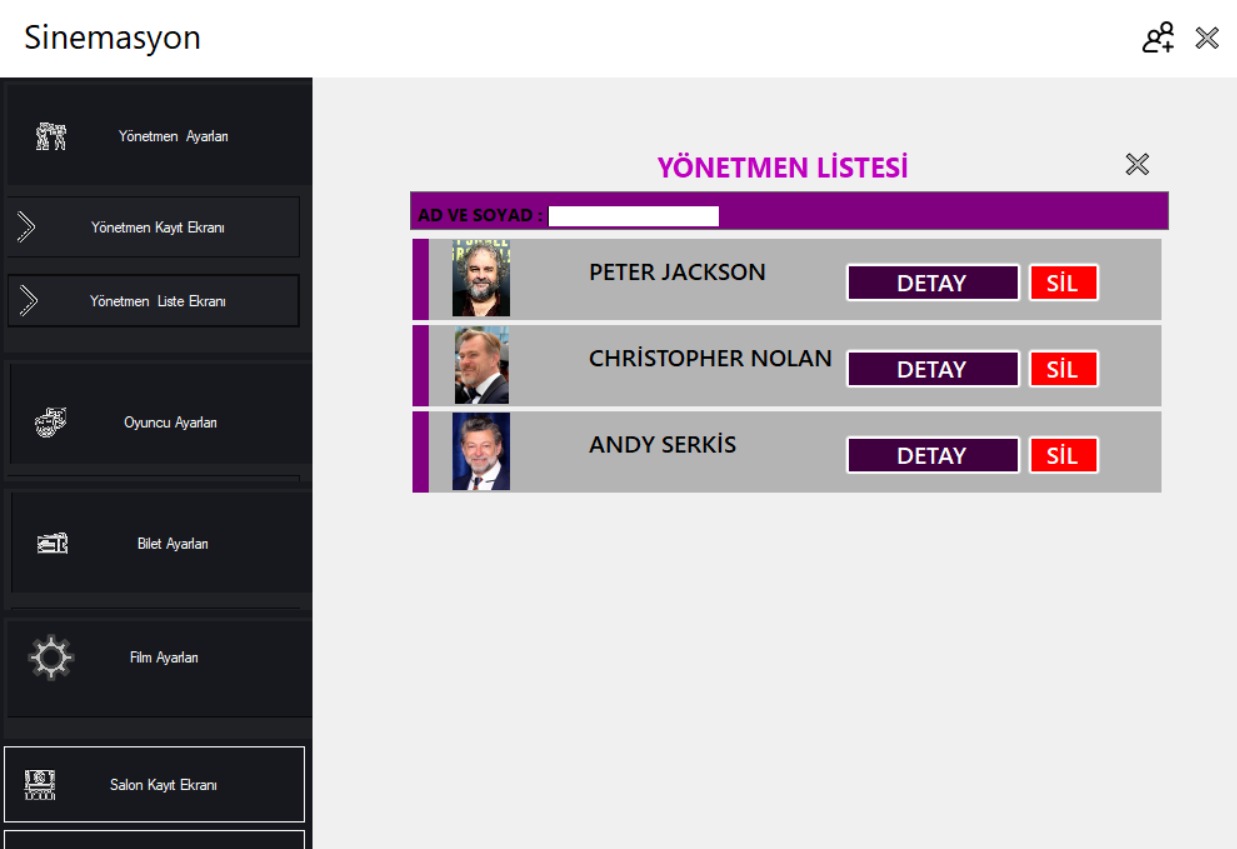 Sinemasyon
Yönetmen Ayarları
Yönetmen Kayıt Ekranı
Yönetmen Liste Ekranı
Oyuncu Ayarları
Bilet Ayarları
Film Ayarları
Salon Kayıt Ekranı
YÖNETMEN LİSTESİ
AD VE SOYAD :
PETER JACKSON
DETAY SİL
CHRİSTOPHER NOLAN
DETAY SİL
ANDY SERKİS
DETAY SİL